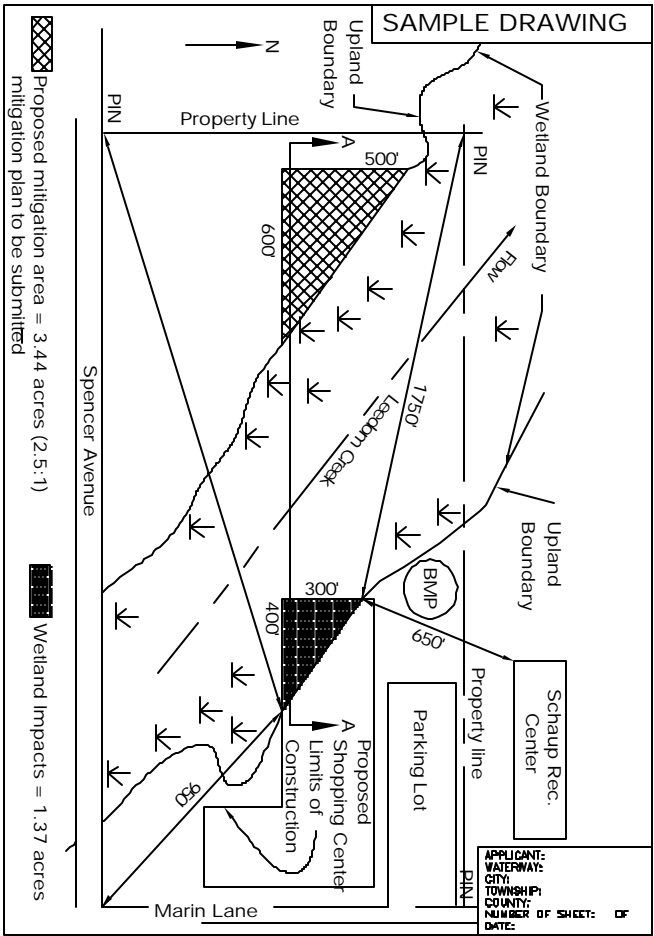 SAMPLE DRAWING
N
Upland
Boundary
Wetland Boundary
PIN
Property Line
PIN
A
500'
600'
Flow
1750'
Leedom Creek
Upland
Boundary
Spencer Avenue
300'
400'
BMP
650'
Schaup Rec.
Center
Property line
Parking Lot
A
Proposed
Shopping Center
Limits of
Construction
950
PIN
Marin Lane
Proposed mitigation area = 3.44 acres (2.5:1)
mitigation plan to be submitted
Wetland Impacts = 1.37 acres
APPLICANT:
WATERWAY:
CITY:
TOWNSHIP:
COUNTY:
NUMBER OF SHEET: OF
DATE: